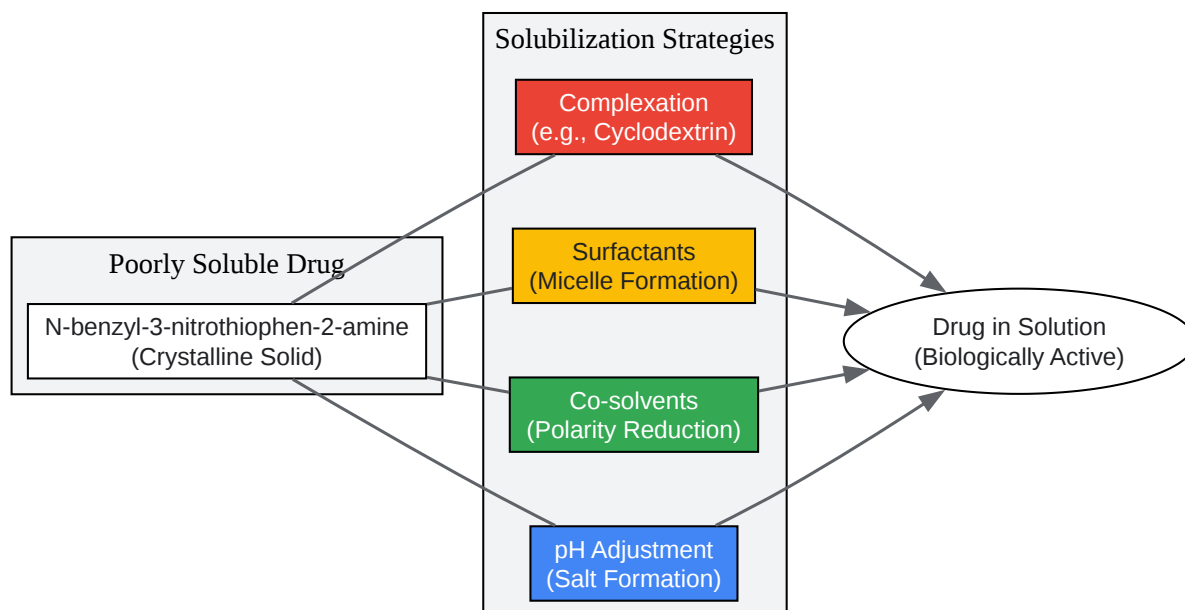 Solubilization Strategies
Complexation
(e.g., Cyclodextrin)
Poorly Soluble Drug
N-benzyl-3-nitrothiophen-2-amine
(Crystalline Solid)
Surfactants
(Micelle Formation)
Co-solvents
(Polarity Reduction)
pH Adjustment
(Salt Formation)
Drug in Solution
(Biologically Active)